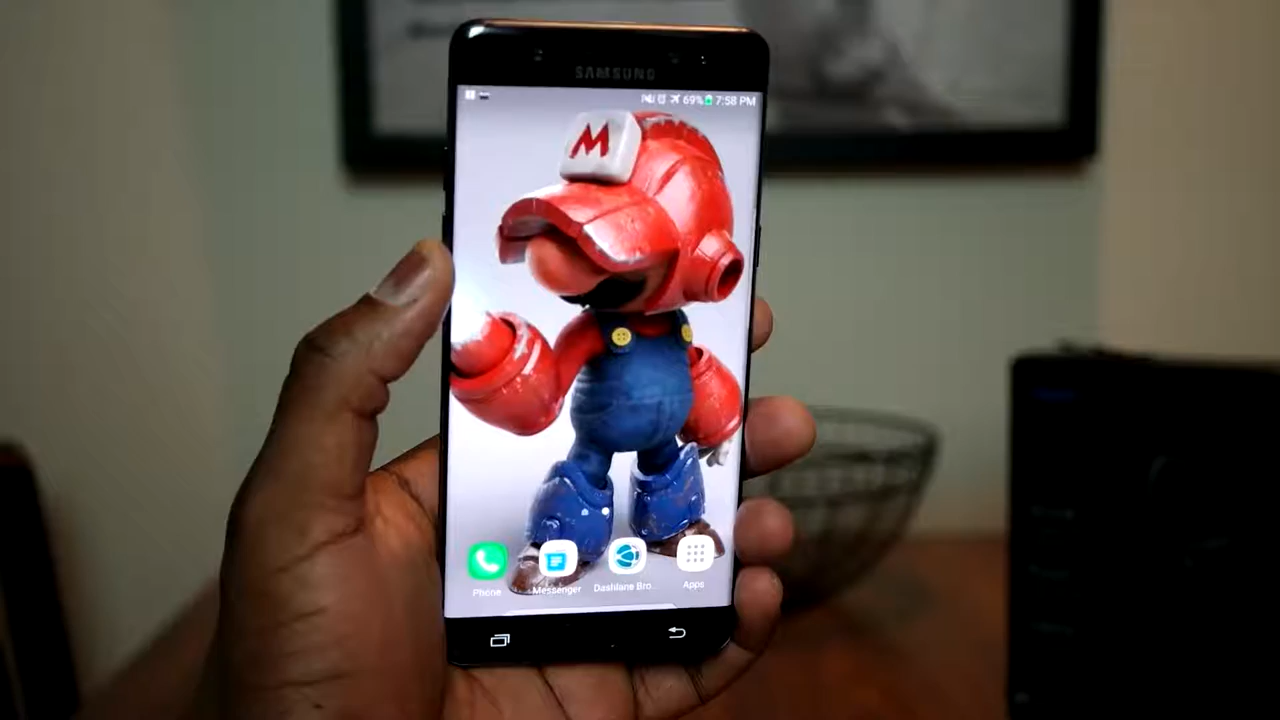 SAMSUNG
69% 7:58 PM
M
Phone
Messenger
Dashlane Bro..
Apps